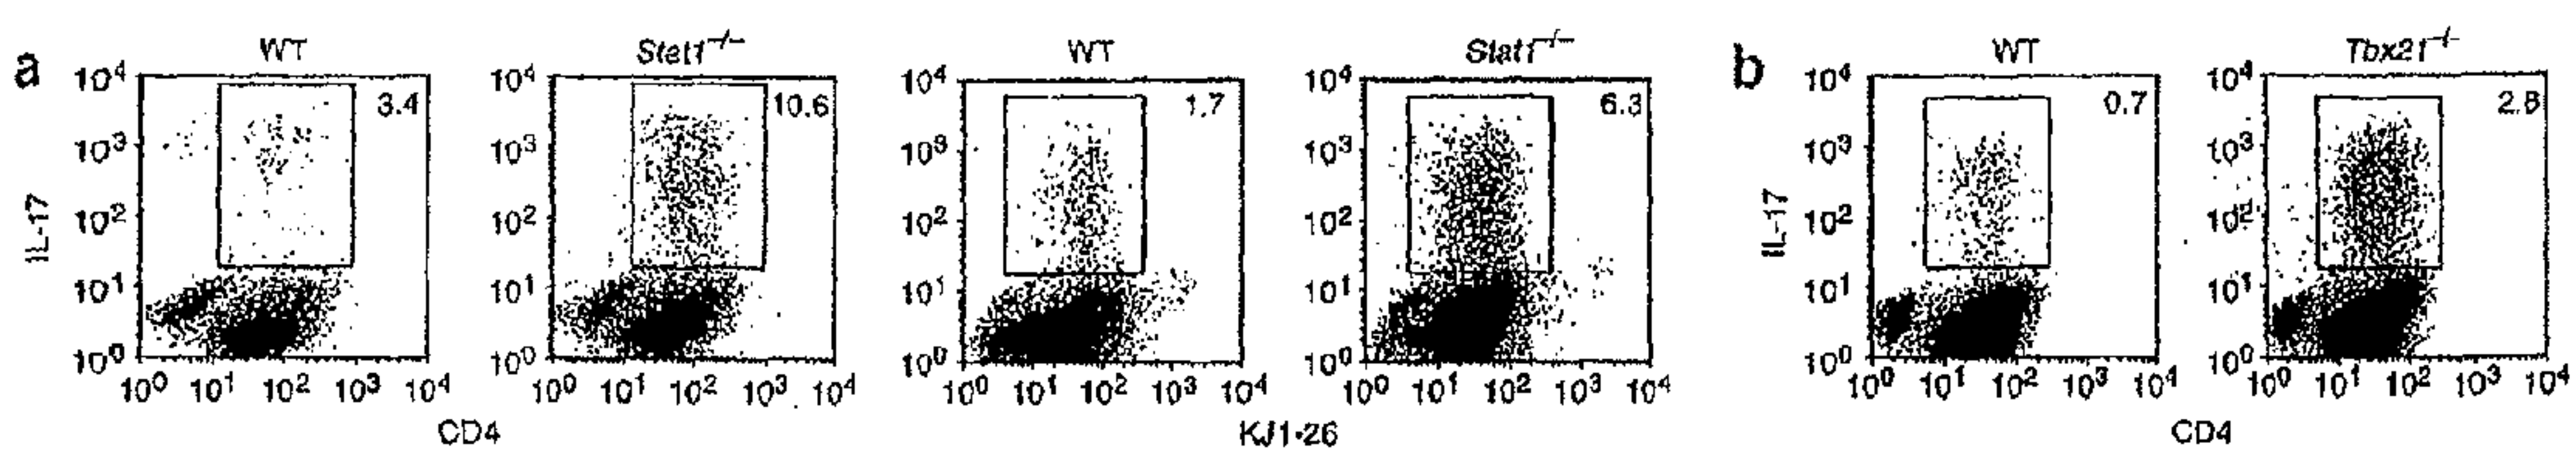 a
WT
Stat1⁻/⁻
WT
Stat1⁻/⁻
b
WT
Tbx21⁻/⁻
IL-17
10⁴
10³
10²
10¹
10⁰
3.4
10⁰ 10¹ 10² 10³ 10⁴
10⁴
10³
10²
10¹
10⁰
10.6
10⁰ 10¹ 10² 10³ 10⁴
CD4
10⁴
10³
10²
10¹
10⁰
1.7
10⁰ 10¹ 10² 10³ 10⁴
10⁴
10³
10²
10¹
10⁰
6.3
10⁰ 10¹ 10² 10³ 10⁴
KJ1•26
IL-17
10⁴
10³
10²
10¹
10⁰
0.7
10⁰ 10¹ 10² 10³ 10⁴
10⁴
10³
10²
10¹
10⁰
2.8
10⁰ 10¹ 10² 10³ 10⁴
CD4